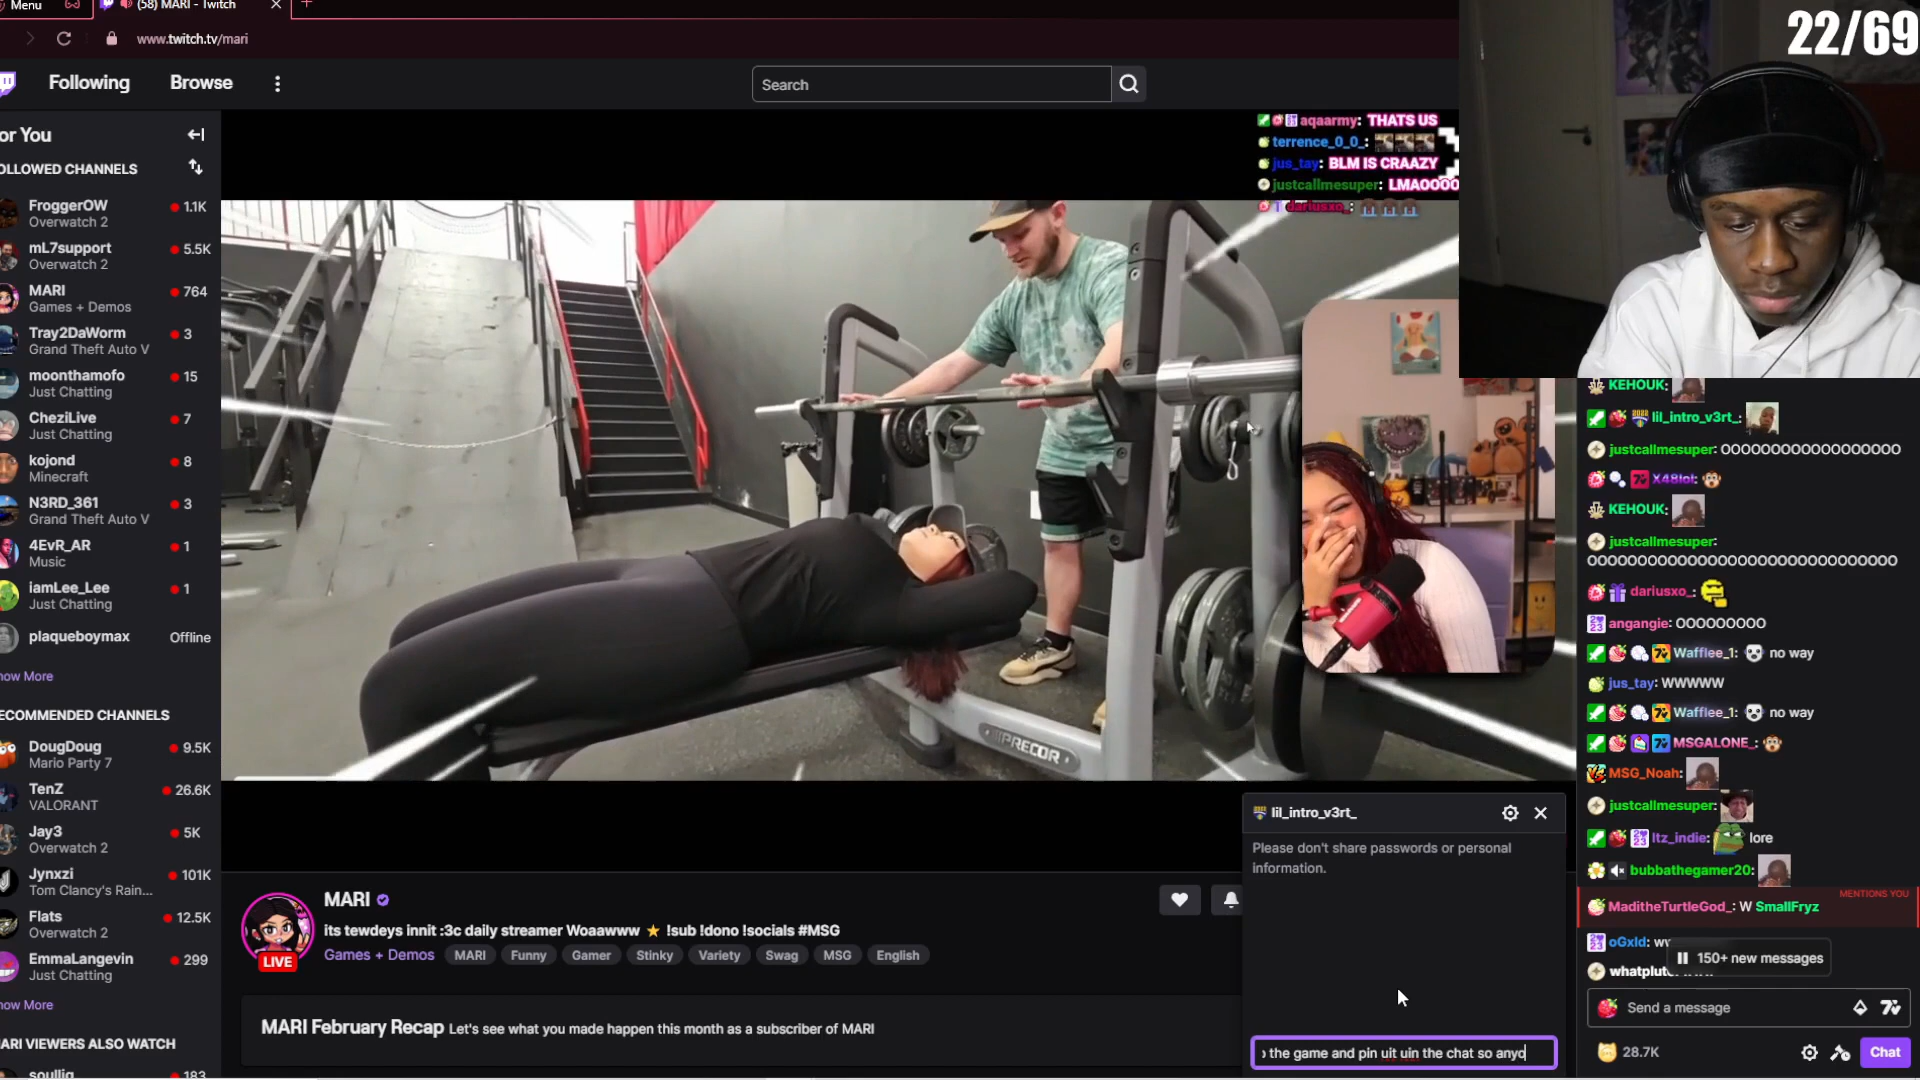 Menu
(58) MARI - Twitch
22/69
www.twitch.tv/mari
Following
Browse
Search
or You
OLLOWED CHANNELS
FroggerOW
1.1K
Overwatch 2
mL7support
5.5K
Overwatch 2
MARI
764
Games + Demos
Tray2DaWorm
3
Grand Theft Auto V
moonthamofo
15
Just Chatting
CheziLive
7
Just Chatting
kojond
8
Minecraft
N3RD_361
3
Grand Theft Auto V
4EvR_AR
1
Music
iamLee_Lee
1
Just Chatting
plaqueboymax
Offline
how More
ECOMMENDED CHANNELS
DougDoug
9.5K
Mario Party 7
TenZ
26.6K
VALORANT
Jay3
5K
Overwatch 2
Jynxzi
101K
Tom Clancy's Rain...
Flats
12.5K
Overwatch 2
EmmaLangevin
299
Just Chatting
how More
ARI VIEWERS ALSO WATCH
soullig
183
aqaarmy: THATS US
terrence_0_0_:
jus_tay: BLM IS CRAAZY
justcallmesuper: LMAOOOO
dariusxo_:
PRECOR
MARI
LIVE
its tewdeys innit :3c daily streamer Woaawww ⭐ !sub !dono !socials #MSG
Games + Demos
MARI
Funny
Gamer
Stinky
Variety
Swag
MSG
English
MARI February Recap Let's see what you made happen this month as a subscriber of MARI
lil_intro_v3rt_
Please don't share passwords or personal
information.
the game and pin uit uin the chat so anyo
KEHOUK:
lil_intro_v3rt_:
justcallmesuper: OOOOOOOOOOOOOOOOOO
X48lol:
KEHOUK:
justcallmesuper:
OOOOOOOOOOOOOOOOOOOOOOOOOOOOOOO
dariusxo_:
angangie: OOOOOOOOO
Wafflee_1: no way
jus_tay: WWWWW
Wafflee_1: no way
MSGALONE_:
MSG_Noah:
justcallmesuper:
Itz_indie: lore
bubbathegamer20:
MENTIONS YOU
MaditheTurtleGod_: W SmallFryz
oGxld:
150+ new messages
Send a message
28.7K
Chat